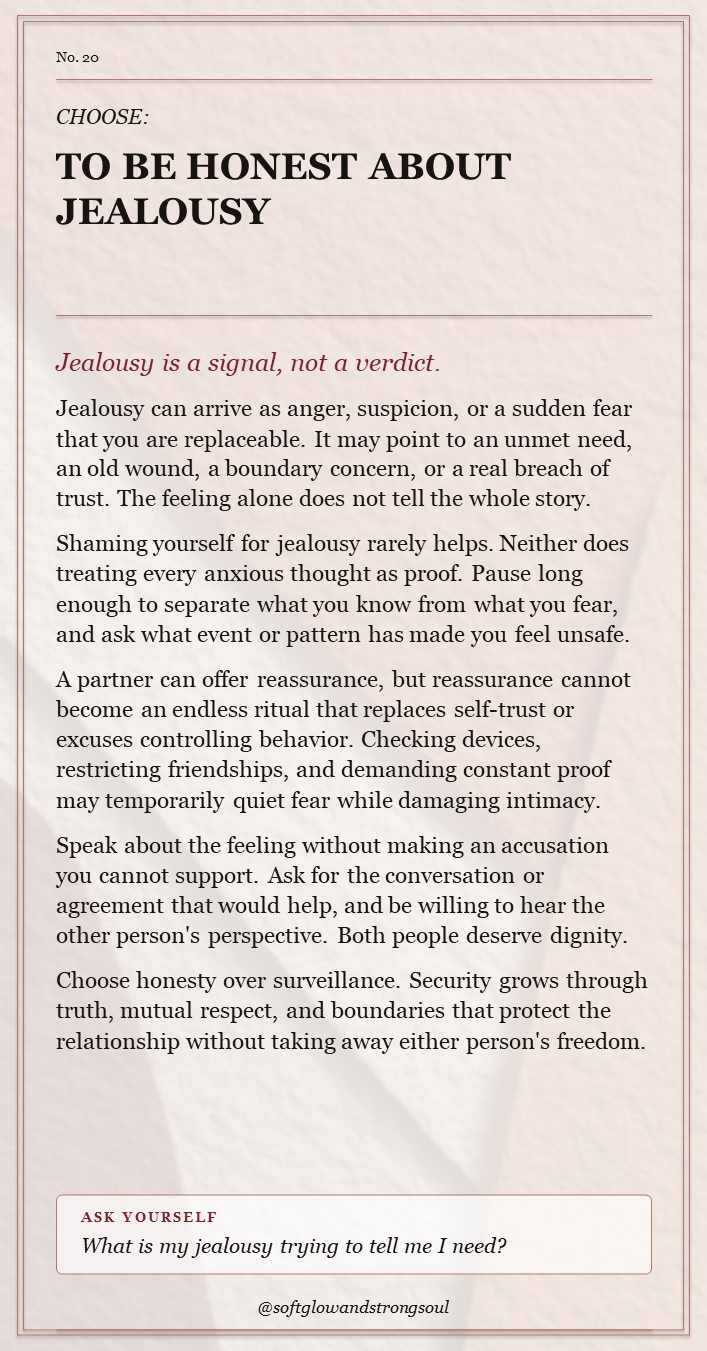 No. 20
CHOOSE:
TO BE HONEST ABOUT
JEALOUSY
Jealousy is a signal, not a verdict.
Jealousy can arrive as anger, suspicion, or a sudden fear
that you are replaceable. It may point to an unmet need,
an old wound, a boundary concern, or a real breach of
trust. The feeling alone does not tell the whole story.
Shaming yourself for jealousy rarely helps. Neither does
treating every anxious thought as proof. Pause long
enough to separate what you know from what you fear,
and ask what event or pattern has made you feel unsafe.
A partner can offer reassurance, but reassurance cannot
become an endless ritual that replaces self-trust or
excuses controlling behavior. Checking devices,
restricting friendships, and demanding constant proof
may temporarily quiet fear while damaging intimacy.
Speak about the feeling without making an accusation
you cannot support. Ask for the conversation or
agreement that would help, and be willing to hear the
other person's perspective. Both people deserve dignity.
Choose honesty over surveillance. Security grows through
truth, mutual respect, and boundaries that protect the
relationship without taking away either person's freedom.
ASK YOURSELF
What is my jealousy trying to tell me I need?
@softglowandstrongsoul